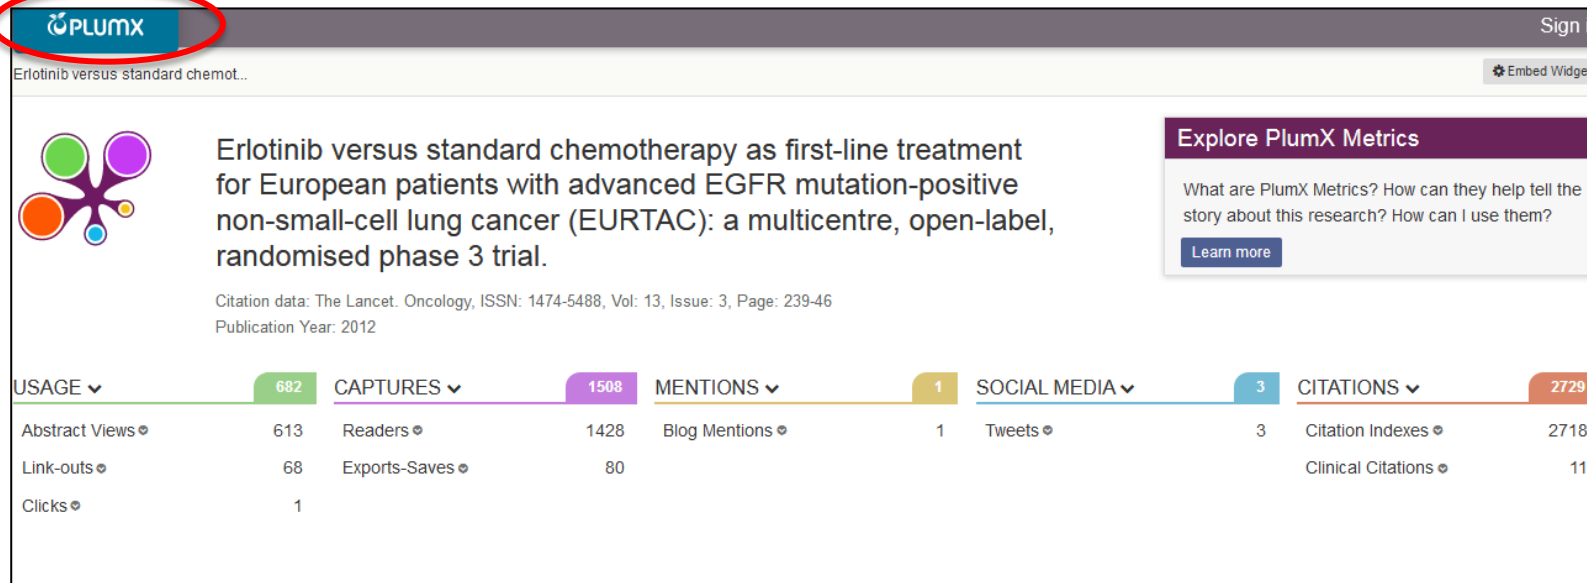 PLUMX
Sign
Erlotinib versus standard chemot...
Embed Widge
Erlotinib versus standard chemotherapy as first-line treatment
for European patients with advanced EGFR mutation-positive
non-small-cell lung cancer (EURTAC): a multicentre, open-label,
randomised phase 3 trial.
Citation data: The Lancet. Oncology, ISSN: 1474-5488, Vol: 13, Issue: 3, Page: 239-46
Publication Year: 2012
Explore PlumX Metrics
What are PlumX Metrics? How can they help tell the
story about this research? How can I use them?
Learn more
USAGE 682
Abstract Views 613
Link-outs 68
Clicks 1
CAPTURES 1508
Readers 1428
Exports-Saves 80
MENTIONS 1
Blog Mentions 1
SOCIAL MEDIA 3
Tweets 3
CITATIONS 2729
Citation Indexes 2718
Clinical Citations 11